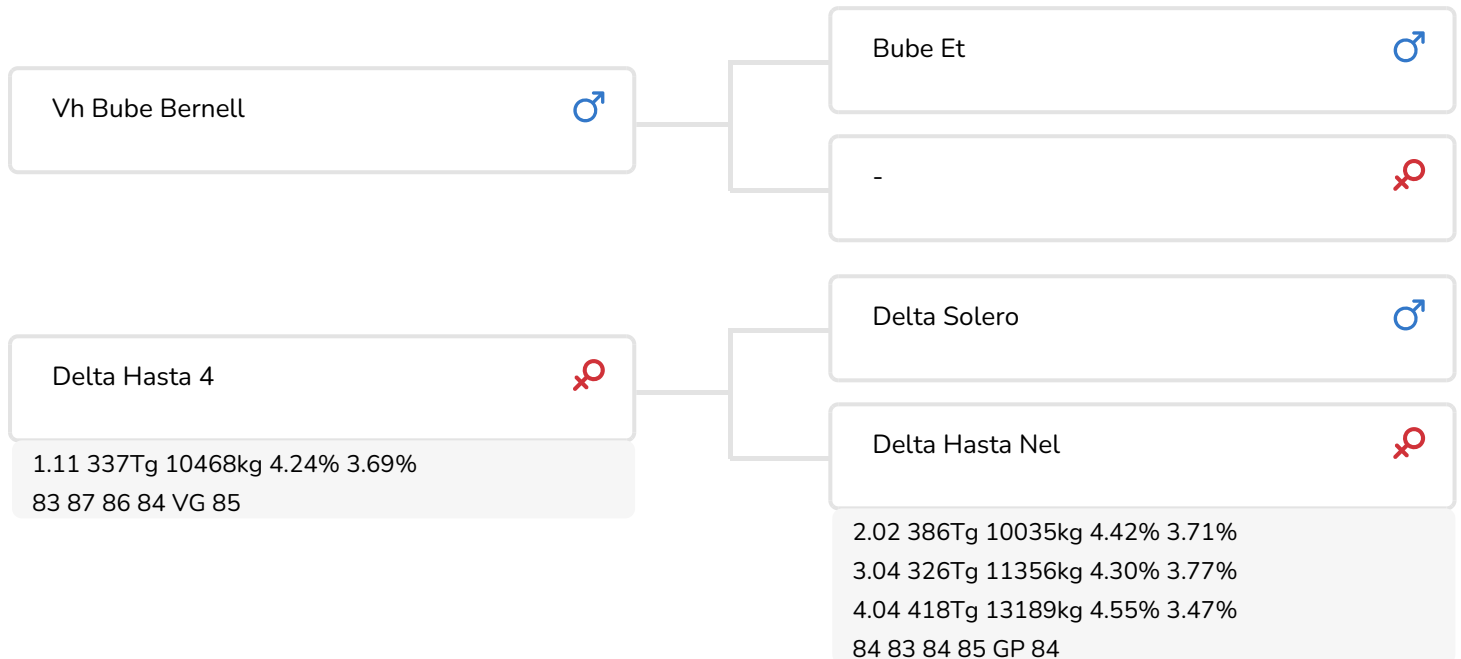 Vh Bube Bernell
Bube Et
-
Delta Hasta 4
1.11 337Tg 10468kg 4.24% 3.69%
83 87 86 84 VG 85
Delta Solero
Delta Hasta Nel
2.02 386Tg 10035kg 4.42% 3.71%
3.04 326Tg 11356kg 4.30% 3.77%
4.04 418Tg 13189kg 4.55% 3.47%
84 83 84 85 GP 84